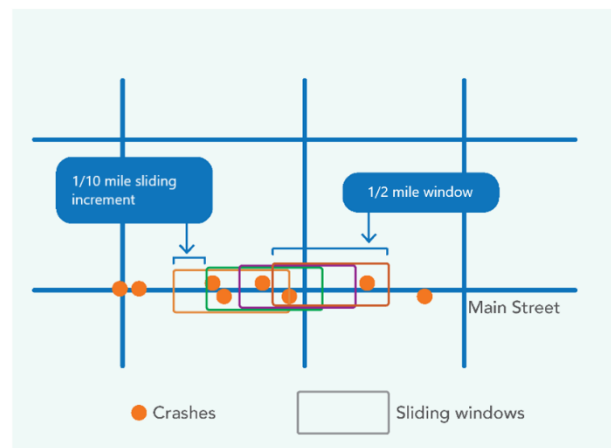 1/10 mile sliding
increment
1/2 mile window
Main Street
Crashes
Sliding windows